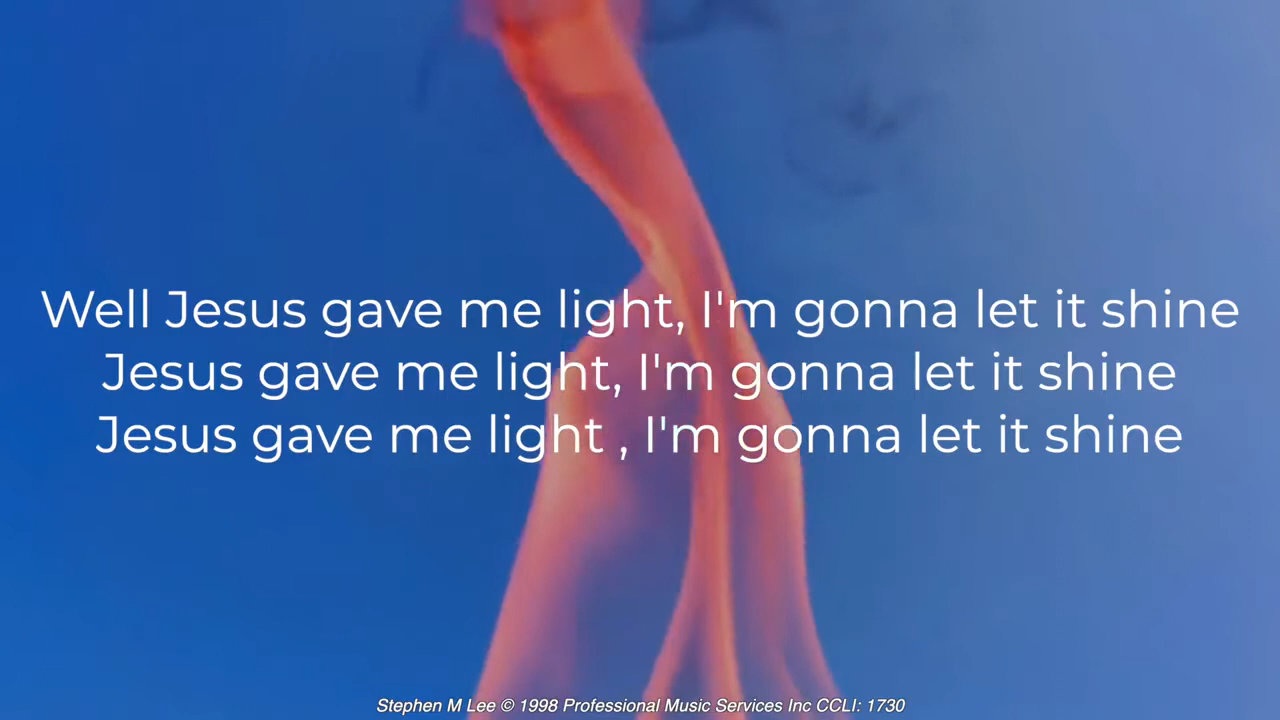 Well Jesus gave me light, I'm gonna let it shine
Jesus gave me light, I'm gonna let it shine
Jesus gave me light , I'm gonna let it shine
Stephen M Lee © 1998 Professional Music Services Inc CCLI: 1730